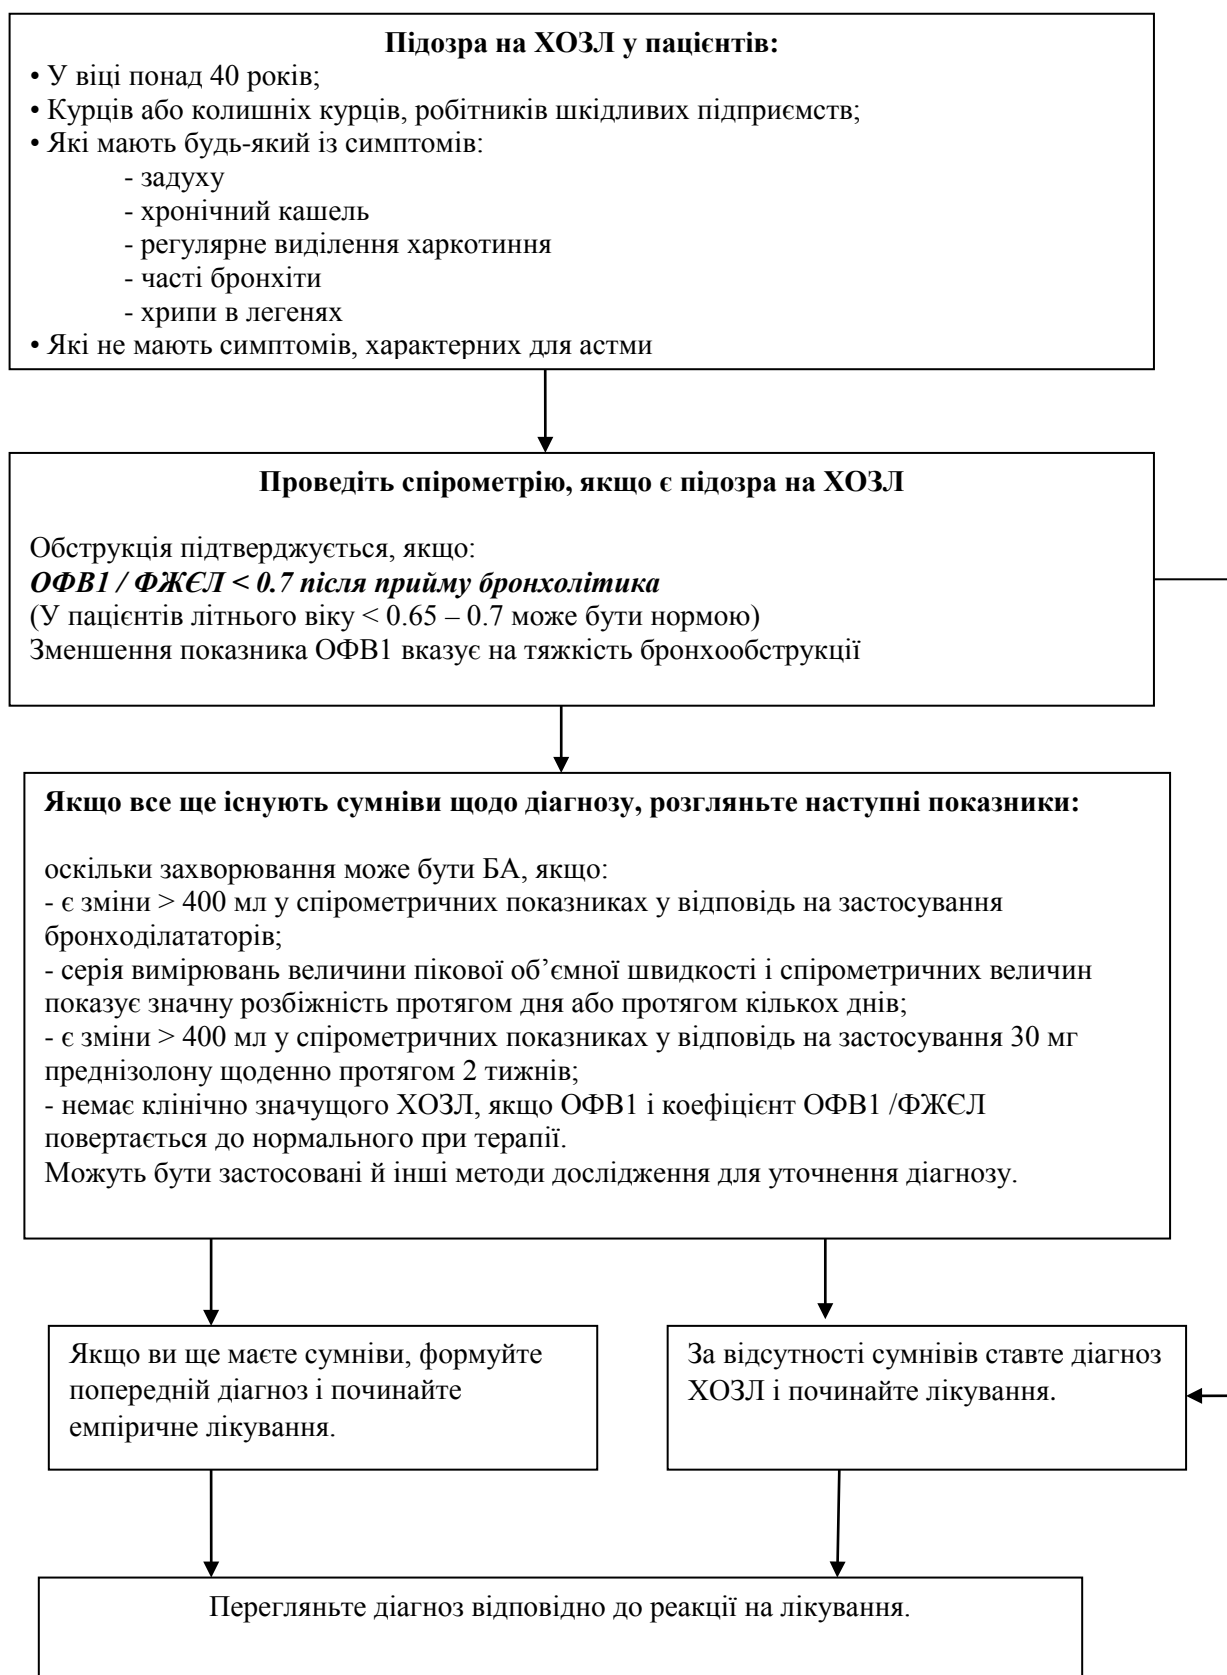 Підозра на ХОЗЛ у пацієнтів:
• У віці понад 40 років;
• Курців або колишніх курців, робітників шкідливих підприємств;
• Які мають будь-який із симптомів:
- задуху
- хронічний кашель
- регулярне виділення харкотиння
- часті бронхіти
- хрипи в легенях
• Які не мають симптомів, характерних для астми
Проведіть спірометрію, якщо є підозра на ХОЗЛ
Обструкція підтверджується, якщо:
ОФВ1 / ФЖЄЛ < 0.7 після прийму бронхолітика
(У пацієнтів літнього віку < 0.65 – 0.7 може бути нормою)
Зменшення показника ОФВ1 вказує на тяжкість бронхообструкції
Якщо все ще існують сумніви щодо діагнозу, розгляньте наступні показники:
оскільки захворювання може бути БА, якщо:
- є зміни > 400 мл у спірометричних показниках у відповідь на застосування
бронходілататорів;
- серія вимірювань величини пікової об’ємної швидкості і спірометричних величин
показує значну розбіжність протягом дня або протягом кількох днів;
- є зміни > 400 мл у спірометричних показниках у відповідь на застосування 30 мг
преднізолону щоденно протягом 2 тижнів;
- немає клінічно значущого ХОЗЛ, якщо ОФВ1 і коефіцієнт ОФВ1 /ФЖЄЛ
повертається до нормального при терапії.
Можуть бути застосовані й інші методи дослідження для уточнення діагнозу.
Якщо ви ще маєте сумніви, формуйте
попередній діагноз і починайте
емпіричне лікування.
За відсутності сумнівів ставте діагноз
ХОЗЛ і починайте лікування.
Перегляньте діагноз відповідно до реакції на лікування.